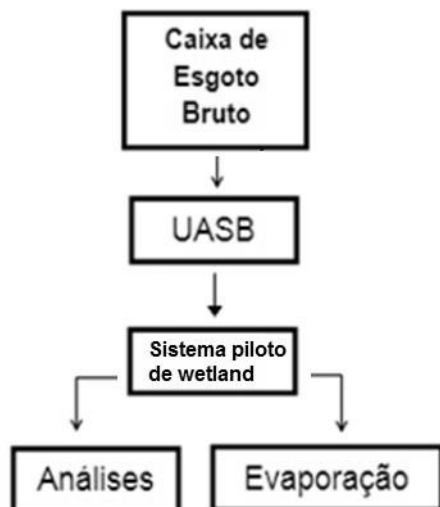 Caixa de
Esgoto
Bruto
UASB
Sistema piloto
de wetland
Análises
Evaporação